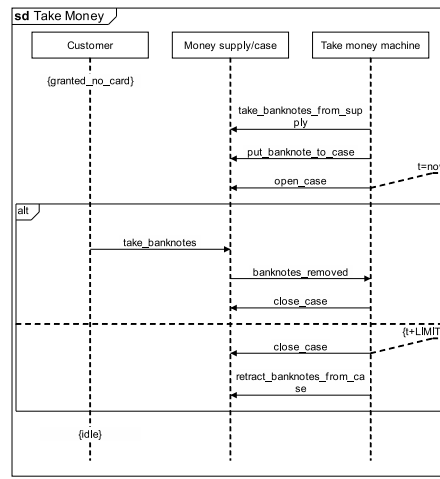 sd Take Money
Customer
Money supply/case
Take money machine
{granted_no_card}
take_banknotes_from_sup
ply
put_banknote_to_case
t=nov
open_case
alt
take_banknotes
banknotes_removed
close_case
{t+LIMIT
close_case
retract_banknotes_from_ca
se
{idle}